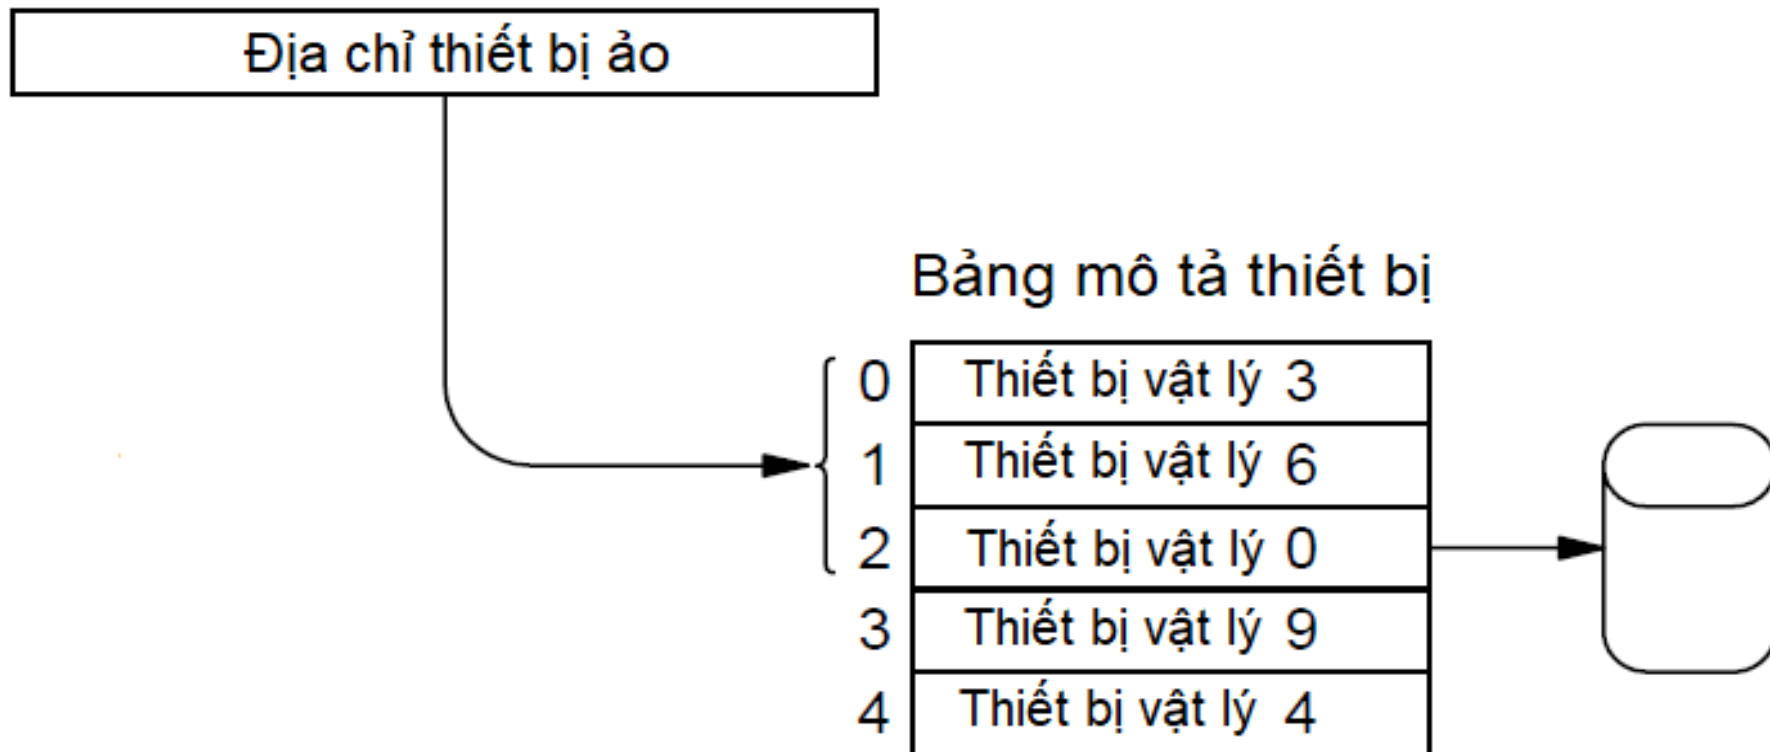 Địa chỉ thiết bị ảo
Bảng mô tả thiết bị
0 Thiết bị vật lý 3
1 Thiết bị vật lý 6
2 Thiết bị vật lý 0
3 Thiết bị vật lý 9
4 Thiết bị vật lý 4